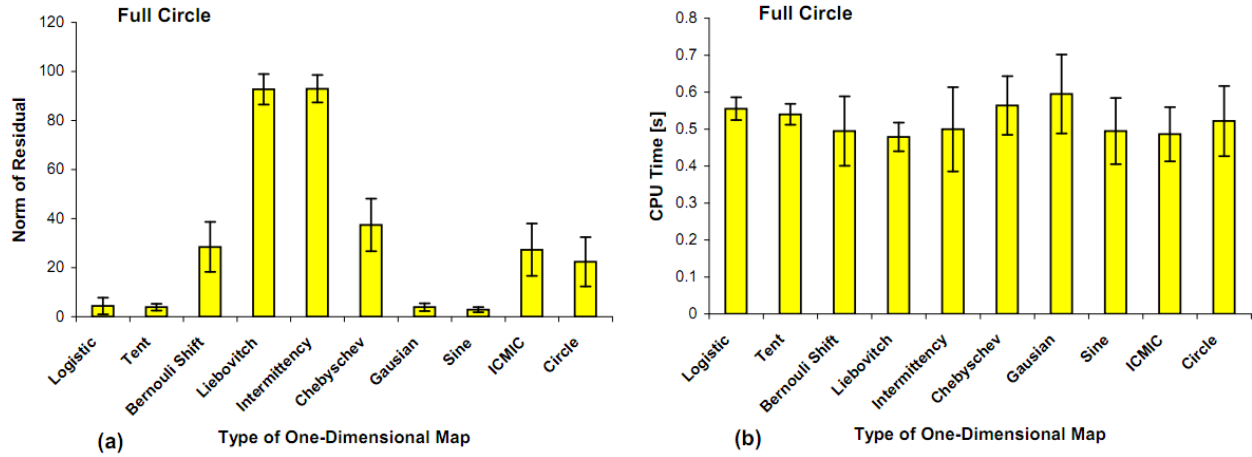 Full Circle
120
100
80
60
40
20
0
Norm of Residual
Logistic
Tent
Bernouli Shift
Liebovitch
Intermittency
Chebyschev
Gausian
Sine
ICMIC
Circle
(a)
Type of One-Dimensional Map
Full Circle
0.8
0.7
0.6
0.5
0.4
0.3
0.2
0.1
0
CPU Time [s]
Logistic
Tent
Bernouli Shift
Liebovitch
Intermittency
Chebyschev
Gausian
Sine
ICMIC
Circle
(b)
Type of One-Dimensional Map